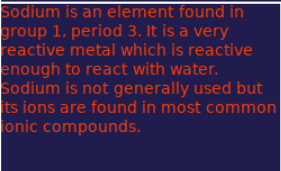 Sodium is an element found in
group 1, period 3. It is a very
reactive metal which is reactive
enough to react with water.
Sodium is not generally used but
its ions are found in most common
ionic compounds.